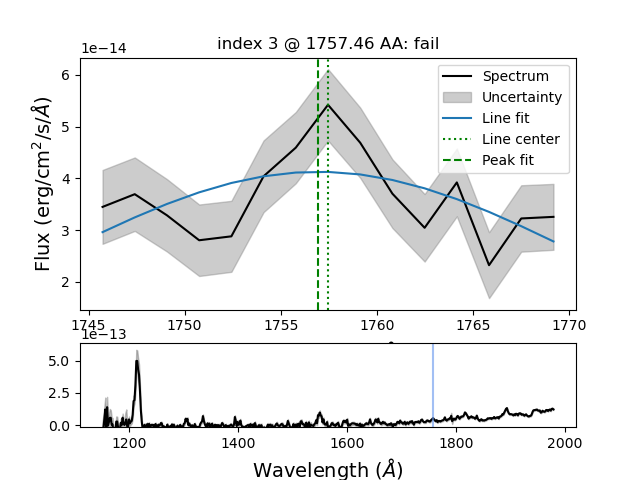 index 3 @ 1757.46 AA: fail
1e−14
Flux (erg/cm²/s/Å)
6
5
4
3
2
Spectrum
Uncertainty
Line fit
Line center
Peak fit
1745 1750 1755 1760 1765 1770
1e−13
5.0
2.5
0.0
1200 1400 1600 1800 2000
Wavelength (Å)